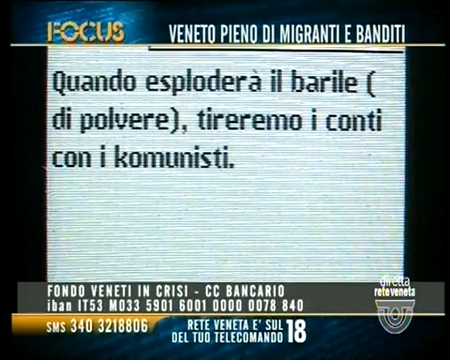 FOCUS
VENETO PIENO DI MIGRANTI E BANDITI
Quando esploderà il barile (
di polvere), tireremo i conti
con i komunisti.
FONDO VENETI IN CRISI - CC BANCARIO
iban IT53 M033 5901 6001 0000 0078 840
diretta
reteveneta
SMS 340 3218806
RETE VENETA E' SUL
DEL TUO TELECOMANDO 18